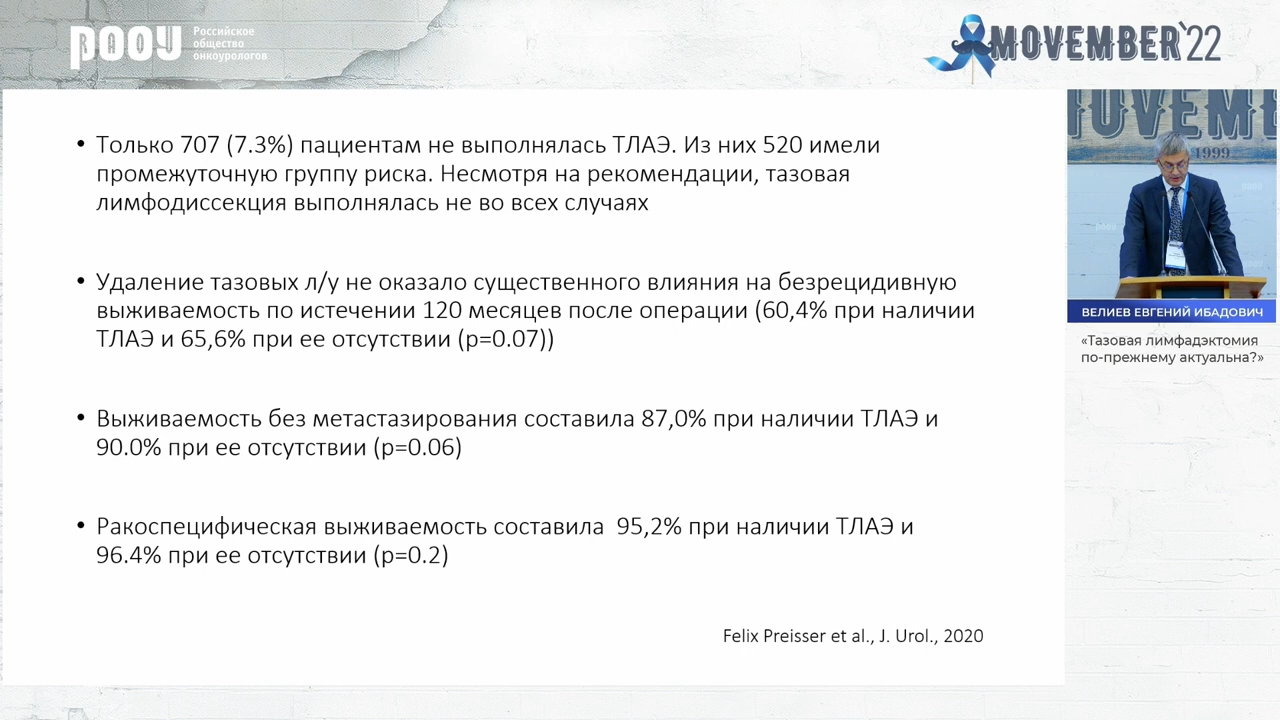 РООУ
Российское
общество
онкоурологов
MOVEMBER'22
• Только 707 (7.3%) пациентам не выполнялась ТЛАЭ. Из них 520 имели
промежуточную группу риска. Несмотря на рекомендации, тазовая
лимфодиссекция выполнялась не во всех случаях
• Удаление тазовых л/у не оказало существенного влияния на безрецидивную
выживаемость по истечении 120 месяцев после операции (60,4% при наличии
ТЛАЭ и 65,6% при ее отсутствии (p=0.07))
• Выживаемость без метастазирования составила 87,0% при наличии ТЛАЭ и
90.0% при ее отсутствии (p=0.06)
• Ракоспецифическая выживаемость составила 95,2% при наличии ТЛАЭ и
96.4% при ее отсутствии (p=0.2)
Felix Preisser et al., J. Urol., 2020
1999
ВЕЛИЕВ ЕВГЕНИЙ ИБАДОВИЧ
«Тазовая лимфадэктомия
по-прежнему актуальна?»